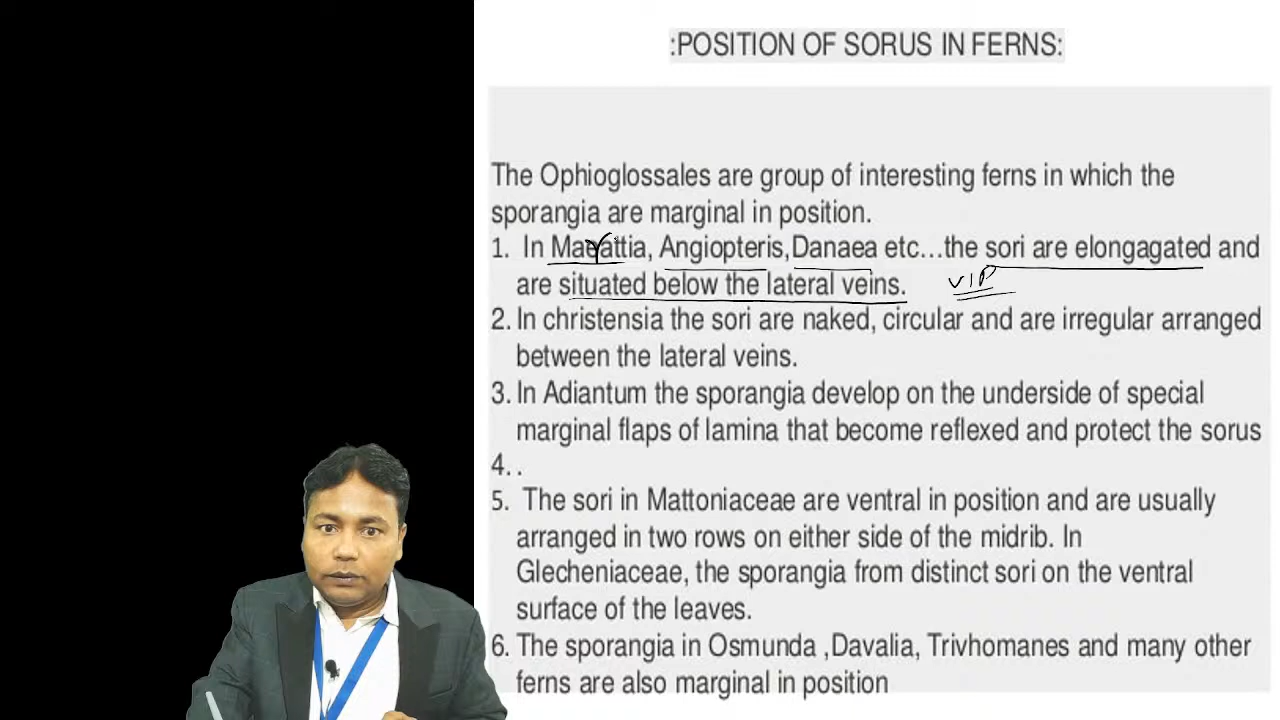 :POSITION OF SORUS IN FERNS:
The Ophioglossales are group of interesting ferns in which the
sporangia are marginal in position.
1. In Marattia, Angiopteris,Danaea etc…the sori are elongagated and
are situated below the lateral veins. VIP
2. In christensia the sori are naked, circular and are irregular arranged
between the lateral veins.
3. In Adiantum the sporangia develop on the underside of special
marginal flaps of lamina that become reflexed and protect the sorus
4. .
5. The sori in Mattoniaceae are ventral in position and are usually
arranged in two rows on either side of the midrib. In
Glecheniaceae, the sporangia from distinct sori on the ventral
surface of the leaves.
6. The sporangia in Osmunda ,Davalia, Trivhomanes and many other
ferns are also marginal in position